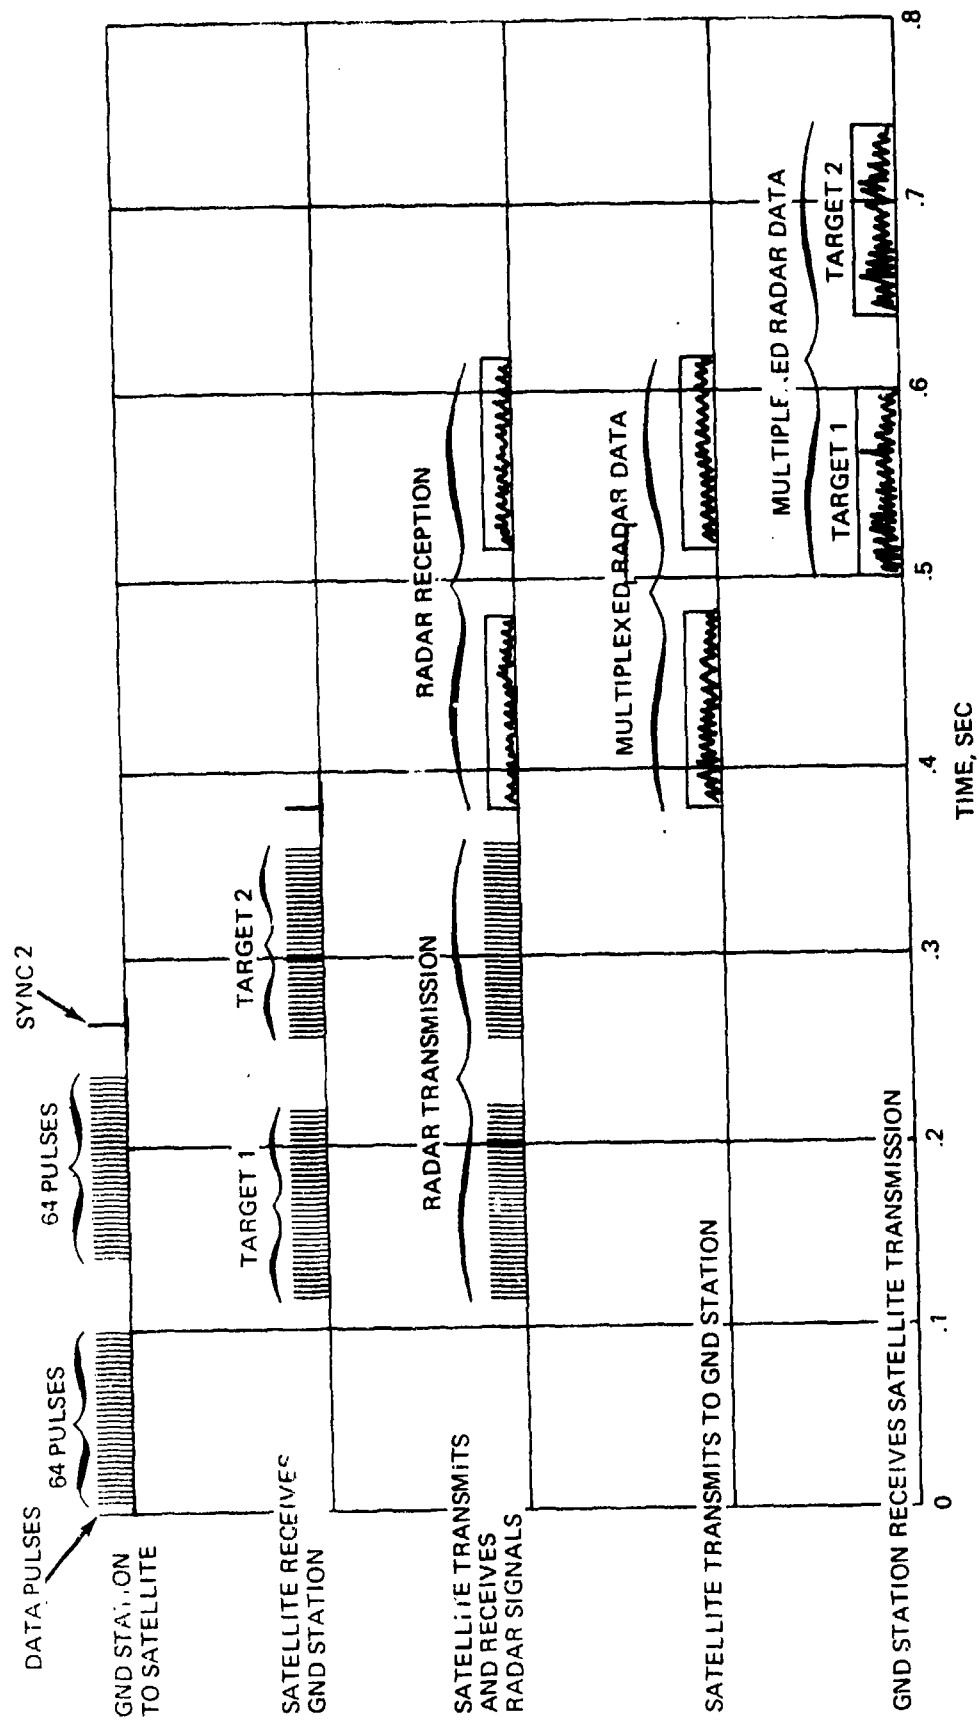 DATA PULSES
64 PULSES
64 PULSES
SYNC 2
GND STATION
TO SATELLITE
TARGET 1
TARGET 2
SATELLITE RECEIVES
GND STATION
RADAR TRANSMISSION
RADAR RECEPTION
SATELLITE TRANSMITS
AND RECEIVES
RADAR SIGNALS
MULTIPLEXED RADAR DATA
SATELLITE TRANSMITS TO GND STATION
MULTIPLEXED RADAR DATA
TARGET 1
TARGET 2
GND STATION RECEIVES SATELLITE TRANSMISSION
0 .1 .2 .3 .4 .5 .6 .7 .8
TIME, SEC